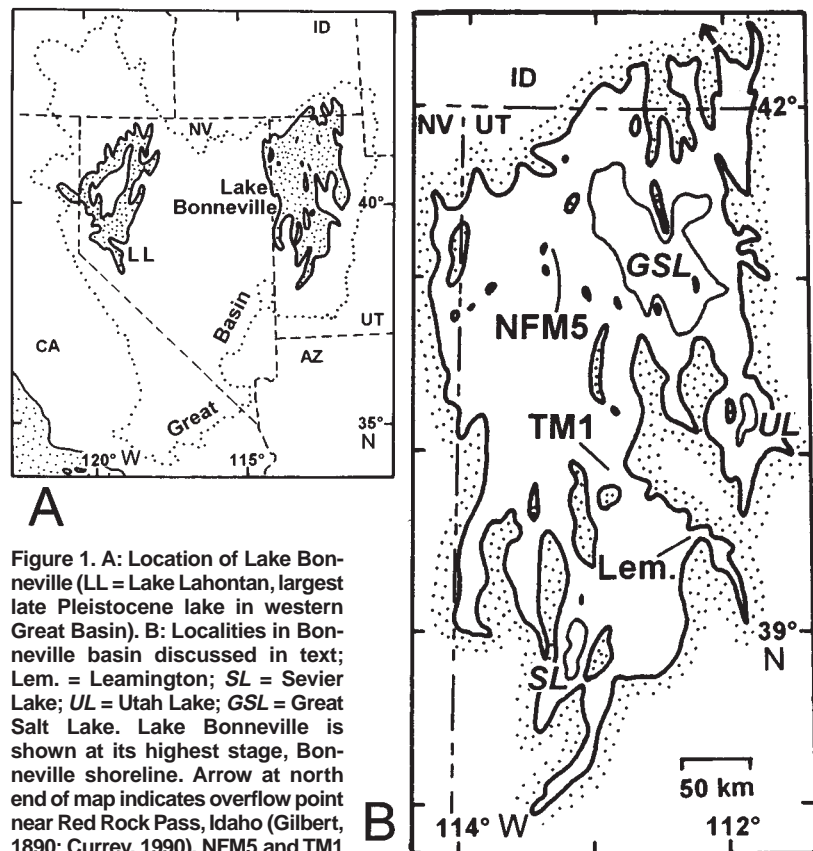 ID
NV
Lake
Bonneville
40°
LL
CA
Basin
UT
AZ
Great
35°
N
120° W
115°
A
ID
42°
NV
UT
GSL
NFM5
TM1
UL
Lem.
39°
N
SL
50 km
B
114° W
112°
Figure 1. A: Location of Lake Bon-
neville (LL = Lake Lahontan, largest
late Pleistocene lake in western
Great Basin). B: Localities in Bon-
neville basin discussed in text;
Lem. = Leamington; SL = Sevier
Lake; UL = Utah Lake; GSL = Great
Salt Lake. Lake Bonneville is
shown at its highest stage, Bon-
neville shoreline. Arrow at north
end of map indicates overflow point
near Red Rock Pass, Idaho (Gilbert,
1890; Currey, 1990). NFM5 and TM1